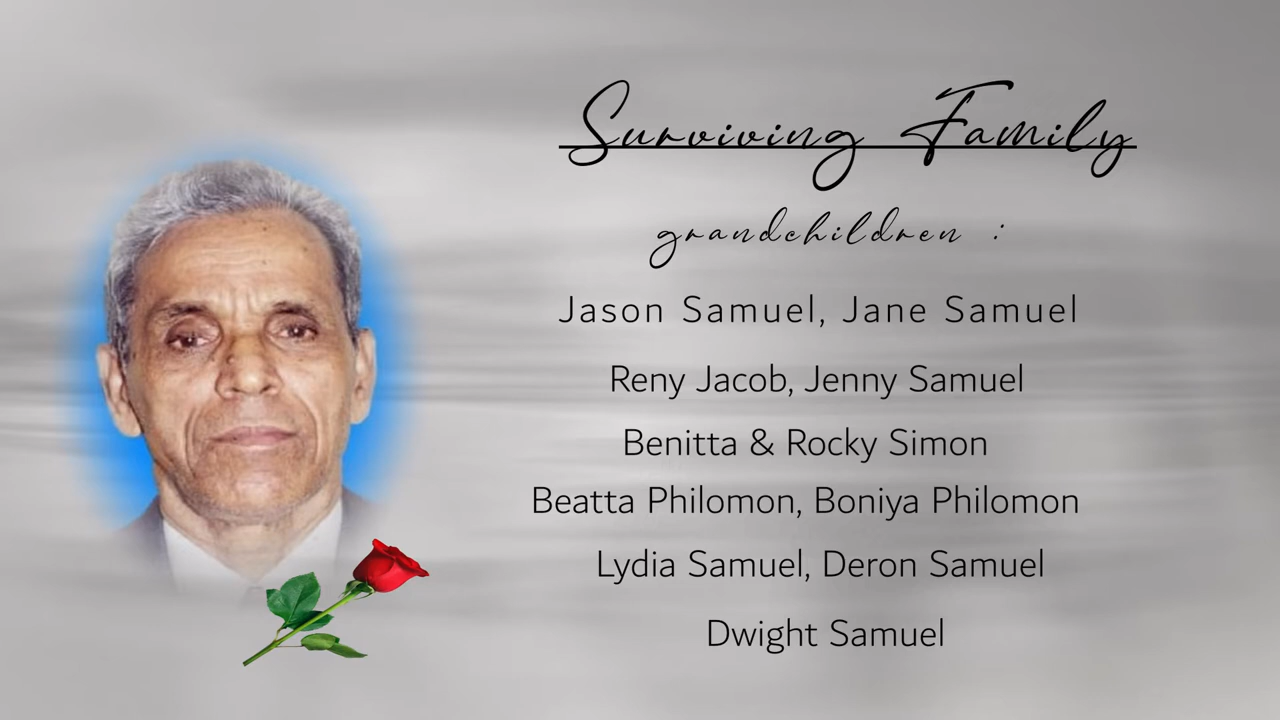 Surviving Family
grandchildren :
Jason Samuel, Jane Samuel
Reny Jacob, Jenny Samuel
Benitta & Rocky Simon
Beatta Philomon, Boniya Philomon
Lydia Samuel, Deron Samuel
Dwight Samuel